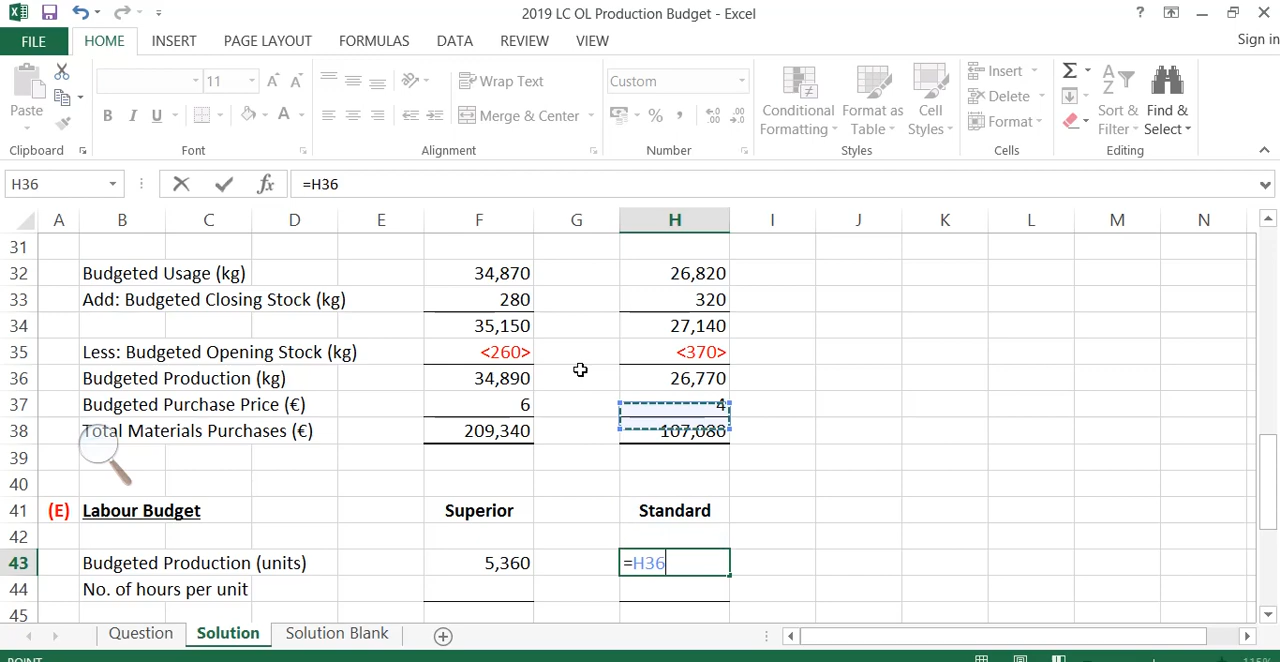 2019 LC OL Production Budget - Excel
?
Sign in
FILE HOME INSERT PAGE LAYOUT FORMULAS DATA REVIEW VIEW
Paste
Clipboard
11 A A
B I U A
Font
Wrap Text
Merge & Center
Alignment
Custom
% , .00
Number
Conditional Formatting
Format as Table
Cell Styles
Styles
Insert
Delete
Format
Cells
Σ
Sort & Filter
Find & Select
Editing
H36 fx =H36
A B C D E F G H I J K L M N
31
32 Budgeted Usage (kg) 34,870 26,820
33 Add: Budgeted Closing Stock (kg) 280 320
34 35,150 27,140
35 Less: Budgeted Opening Stock (kg) <260> <370>
36 Budgeted Production (kg) 34,890 26,770
37 Budgeted Purchase Price (€) 6 4
38 Total Materials Purchases (€) 209,340 107,080
39
40
41 (E) Labour Budget Superior Standard
42
43 Budgeted Production (units) 5,360 =H36
44 No. of hours per unit
45
Question Solution Solution Blank
POINT 115%